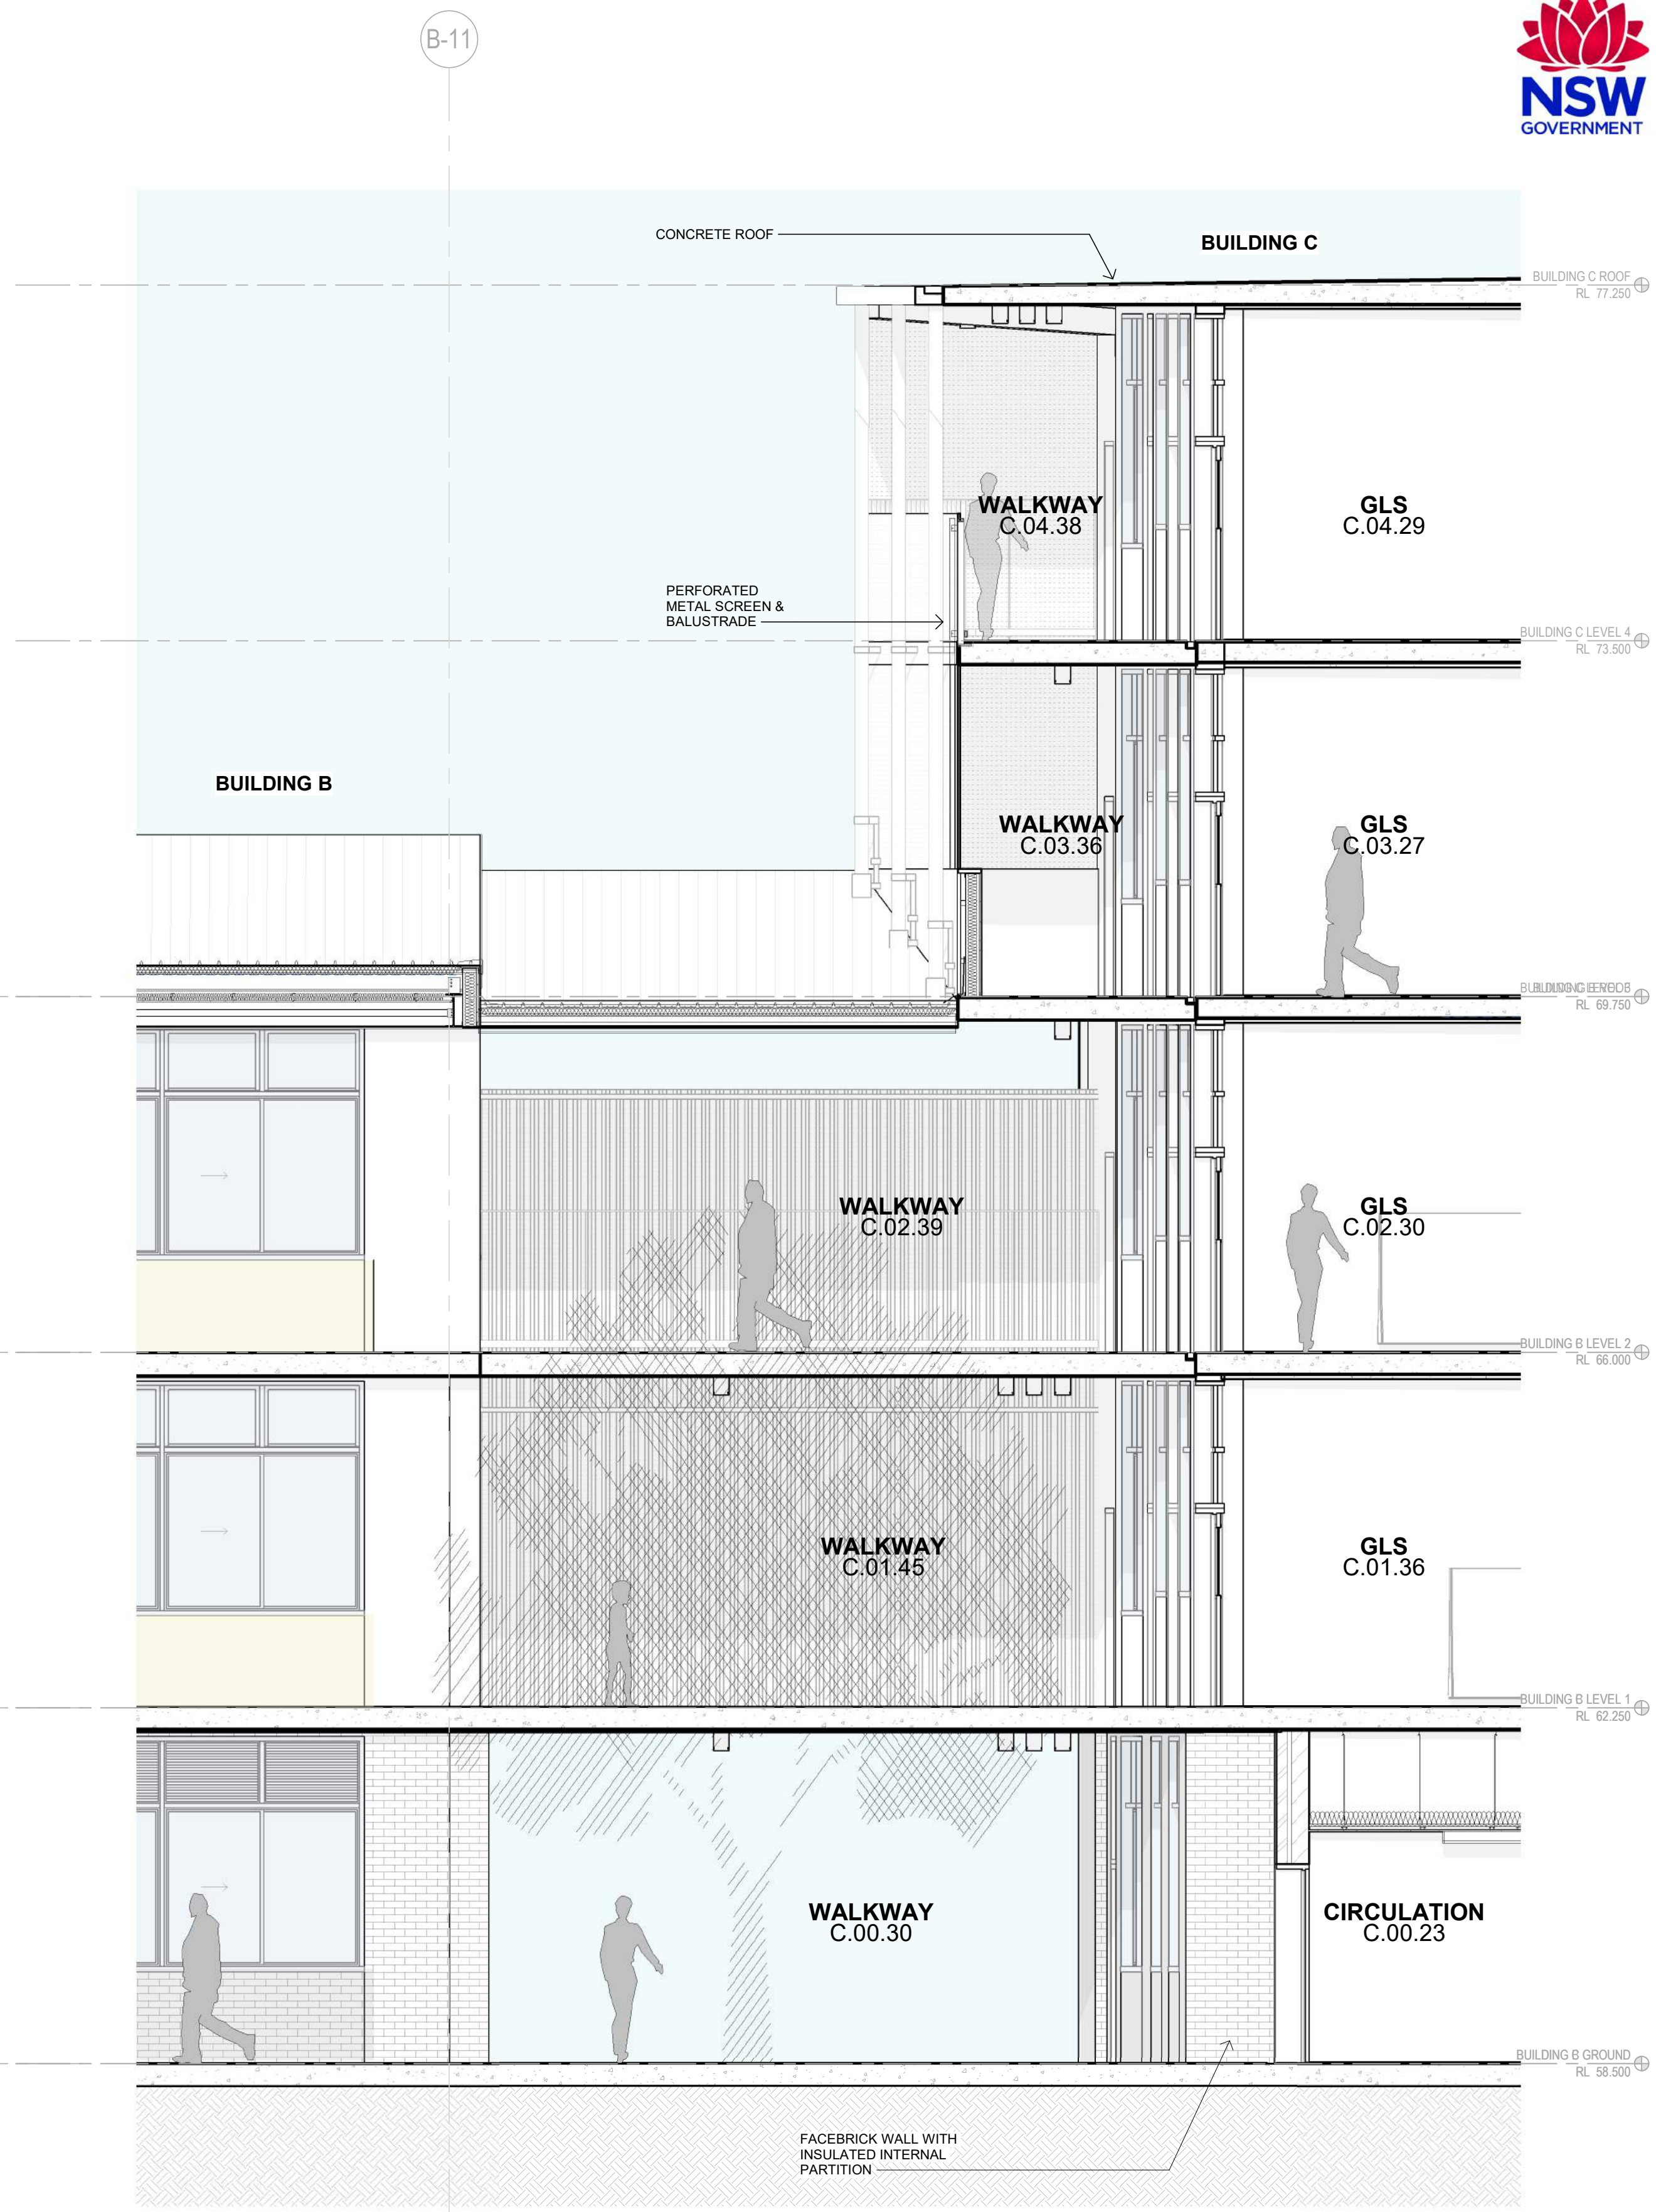 B-11
NSW
GOVERNMENT
CONCRETE ROOF
BUILDING C
BUILDING C ROOF
RL 77.250
WALKWAY
C.04.38
GLS
C.04.29
PERFORATED
METAL SCREEN &
BALUSTRADE
BUILDING C LEVEL 4
RL 73.500
BUILDING B
WALKWAY
C.03.36
GLS
C.03.27
RL 69.750
WALKWAY
C.02.39
GLS
C.02.30
BUILDING B LEVEL 2
RL 66.000
WALKWAY
C.01.45
GLS
C.01.36
BUILDING B LEVEL 1
RL 62.250
WALKWAY
C.00.30
CIRCULATION
C.00.23
BUILDING B GROUND
RL 58.500
FACEBRICK WALL WITH
INSULATED INTERNAL
PARTITION